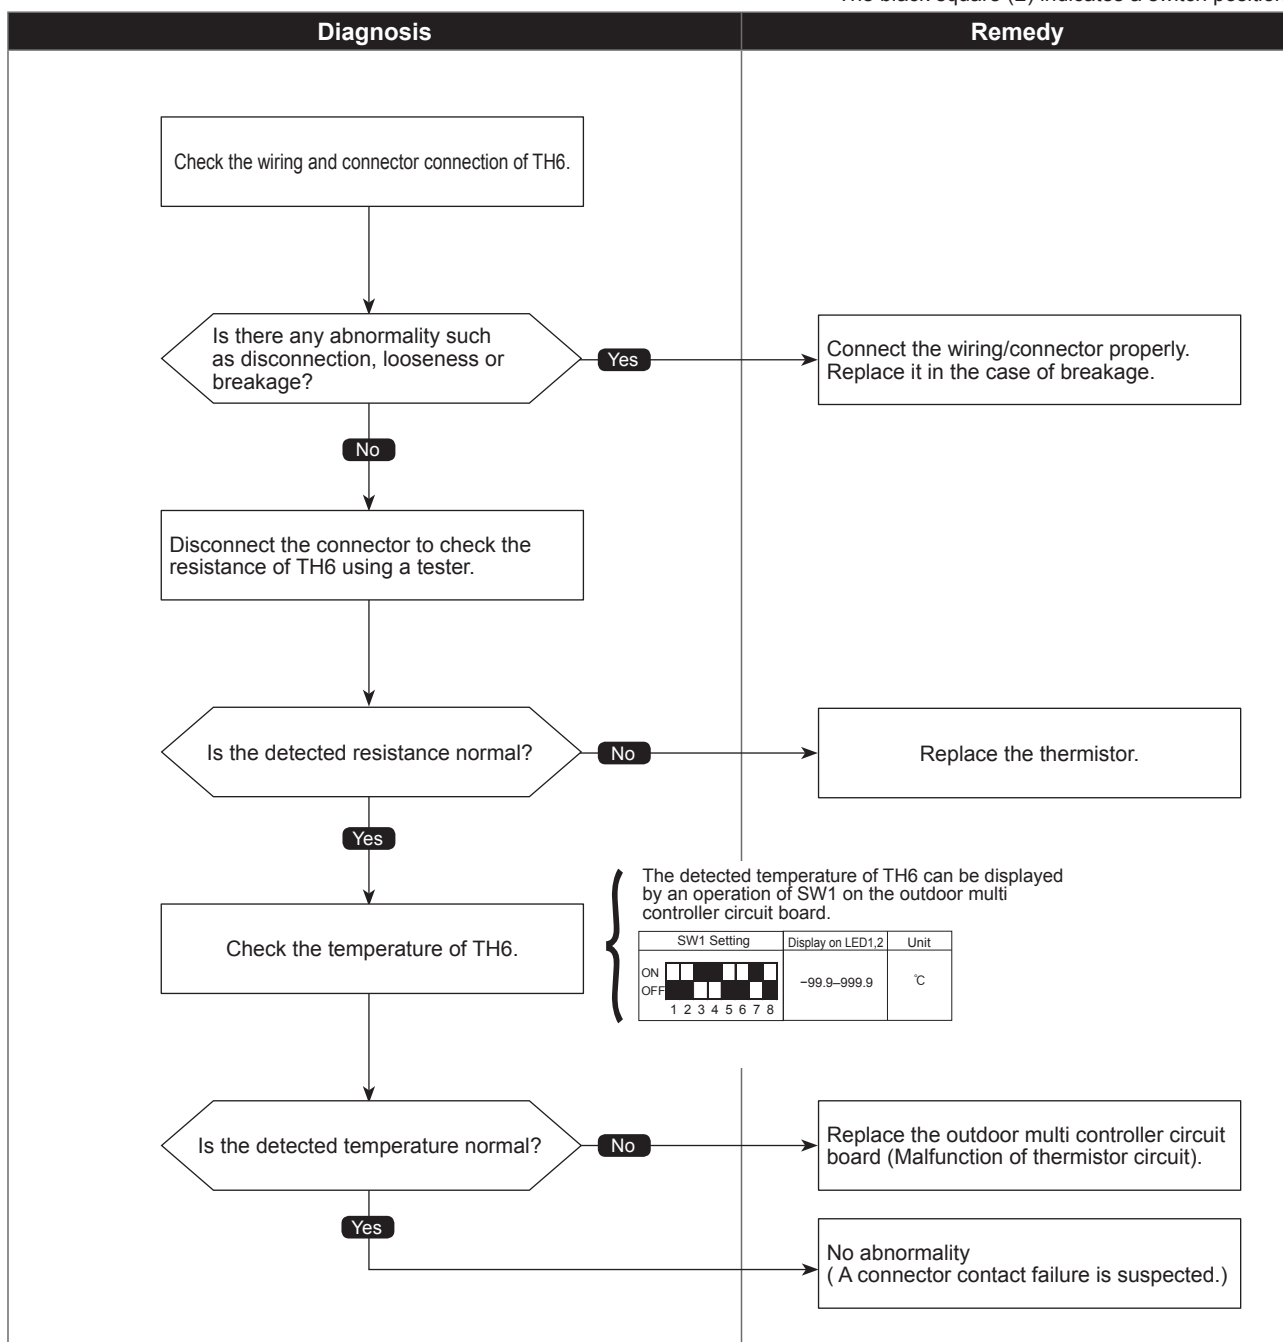 Diagnosis
Remedy
Check the wiring and connector connection of TH6.
Is there any abnormality such
as disconnection, looseness or
breakage?
Yes
Connect the wiring/connector properly.
Replace it in the case of breakage.
No
Disconnect the connector to check the
resistance of TH6 using a tester.
Is the detected resistance normal?
No
Replace the thermistor.
Yes
The detected temperature of TH6 can be displayed
by an operation of SW1 on the outdoor multi
controller circuit board.
Check the temperature of TH6.
SW1 Setting
Display on LED1,2
Unit
ON
OFF
1 2 3 4 5 6 7 8
−99.9–999.9
℃
Is the detected temperature normal?
No
Replace the outdoor multi controller circuit
board (Malfunction of thermistor circuit).
Yes
No abnormality
( A connector contact failure is suspected.)